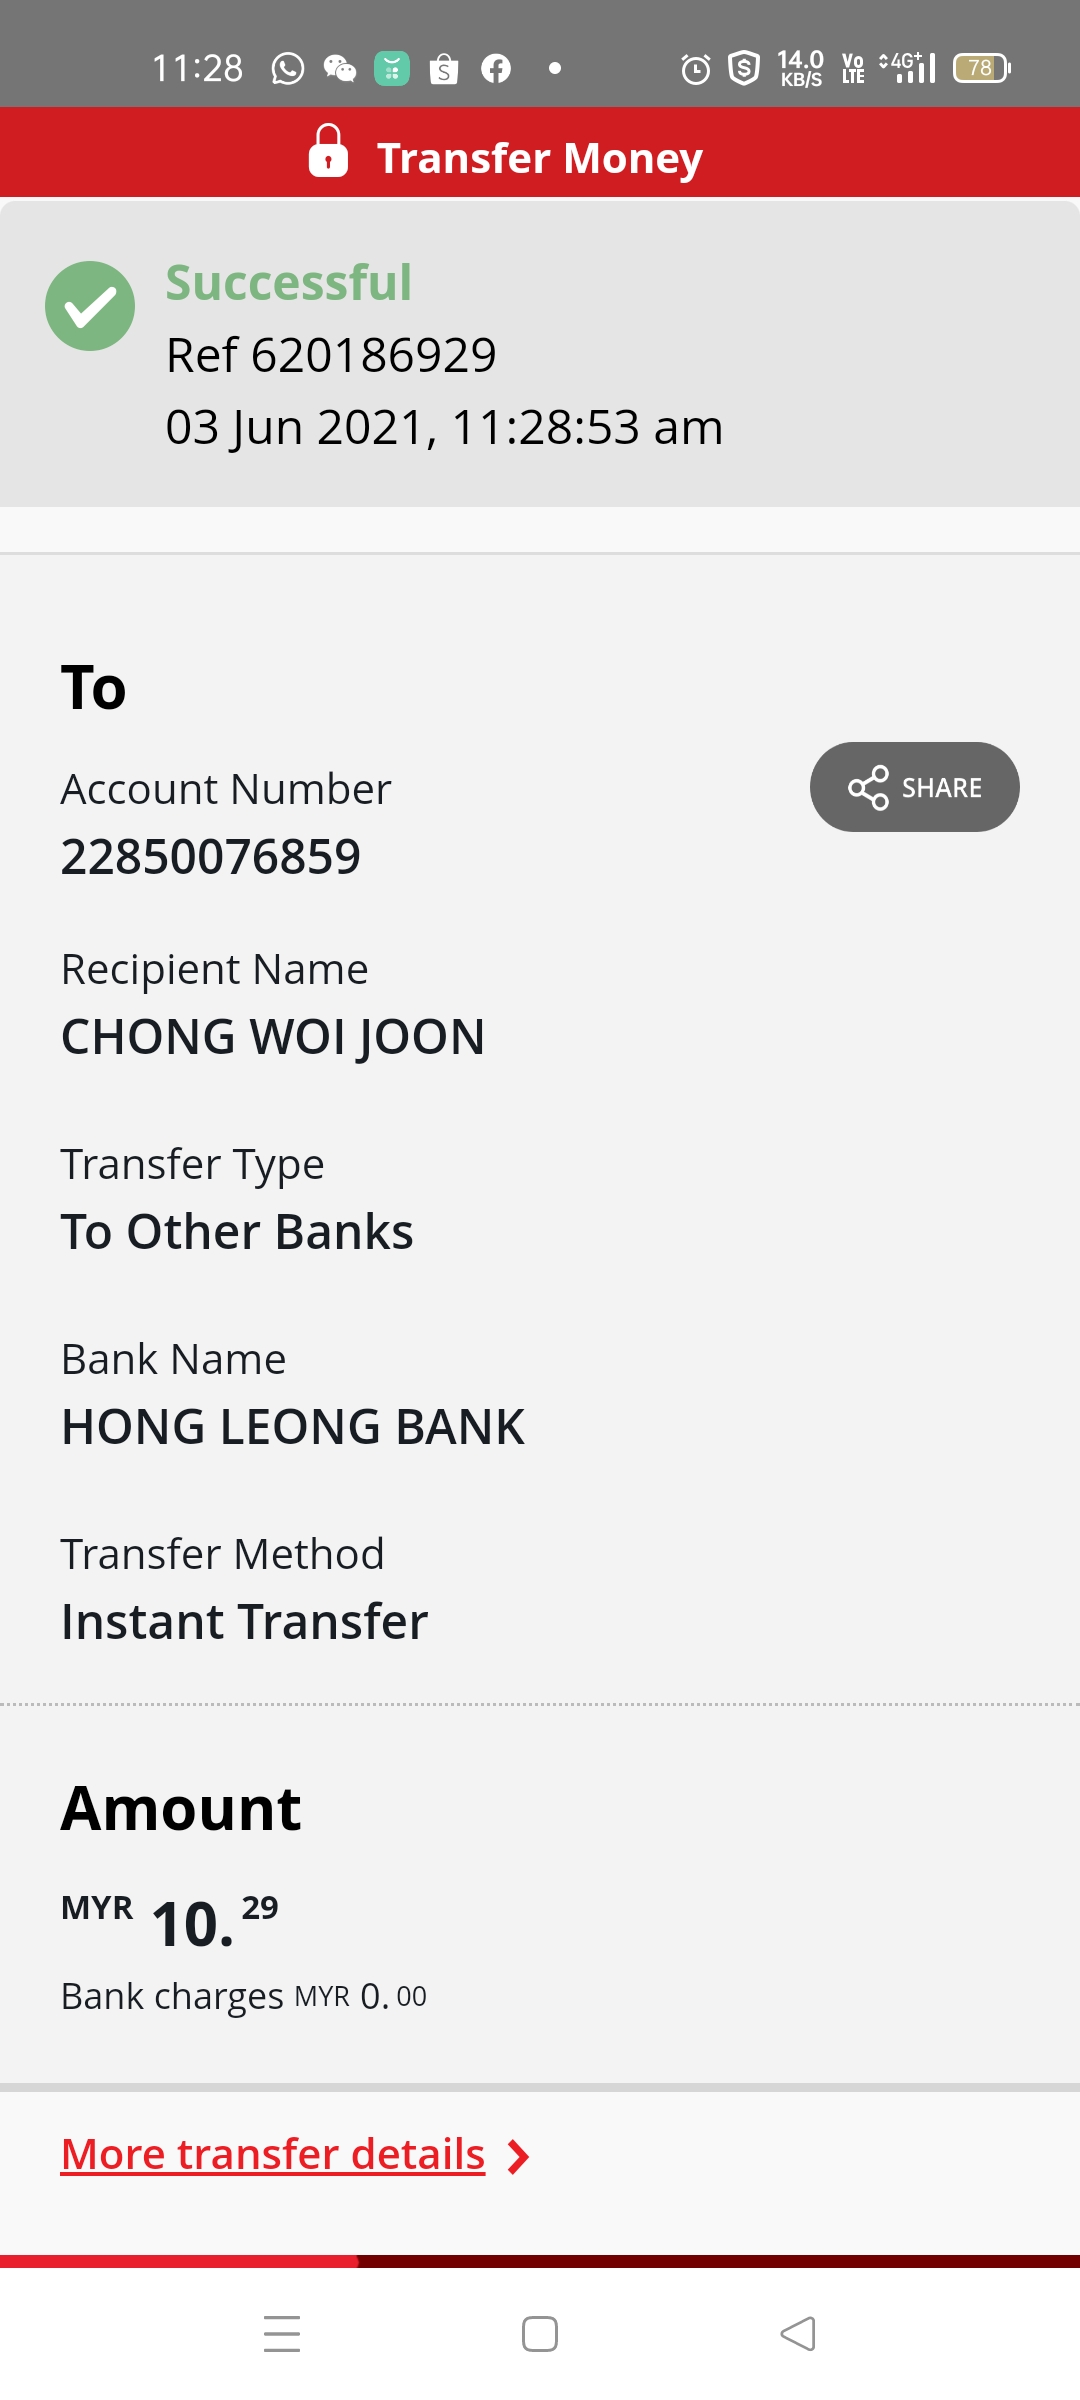 11:28 14.0 KB/S Vo LTE 4G+ 78
Transfer Money
Successful
Ref 620186929
03 Jun 2021, 11:28:53 am
To
Account Number
22850076859
SHARE
Recipient Name
CHONG WOI JOON
Transfer Type
To Other Banks
Bank Name
HONG LEONG BANK
Transfer Method
Instant Transfer
Amount
MYR 10.29
Bank charges MYR 0.00
More transfer details